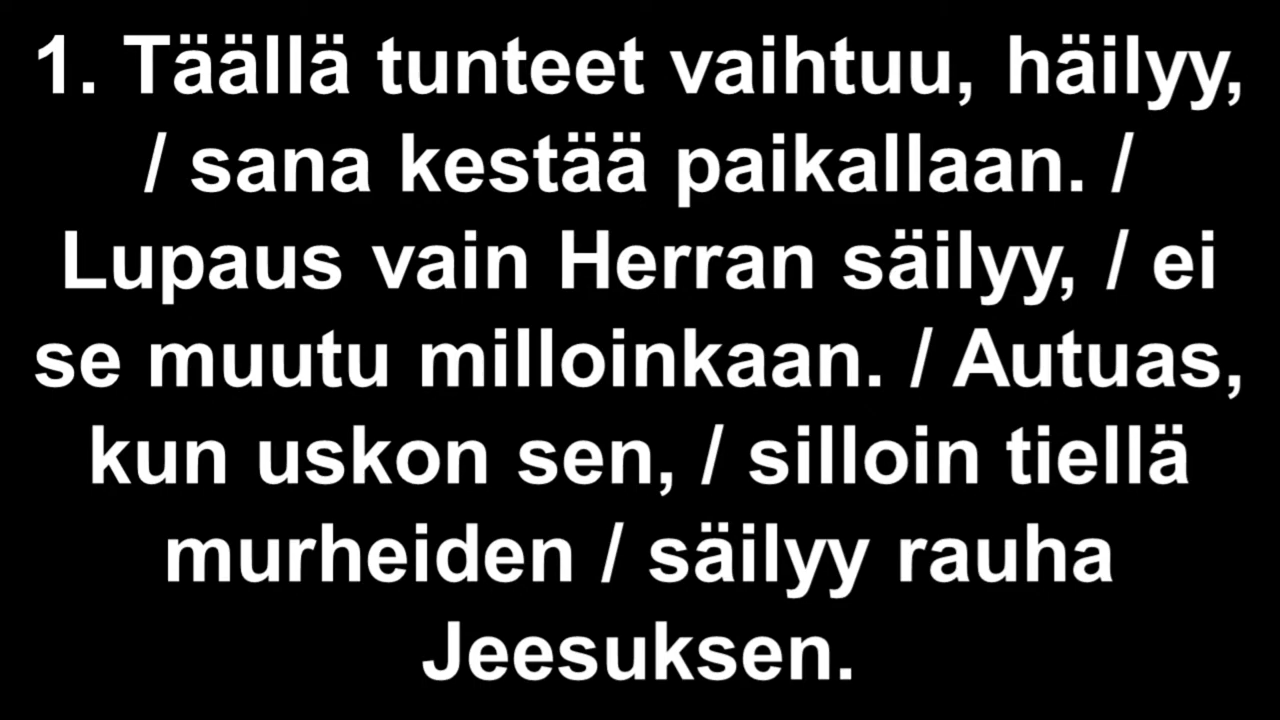 1. Täällä tunteet vaihtuu, häilyy,
/ sana kestää paikallaan. /
Lupaus vain Herran säilyy, / ei
se muutu milloinkaan. / Autuas,
kun uskon sen, / silloin tiellä
murheiden / säilyy rauha
Jeesuksen.